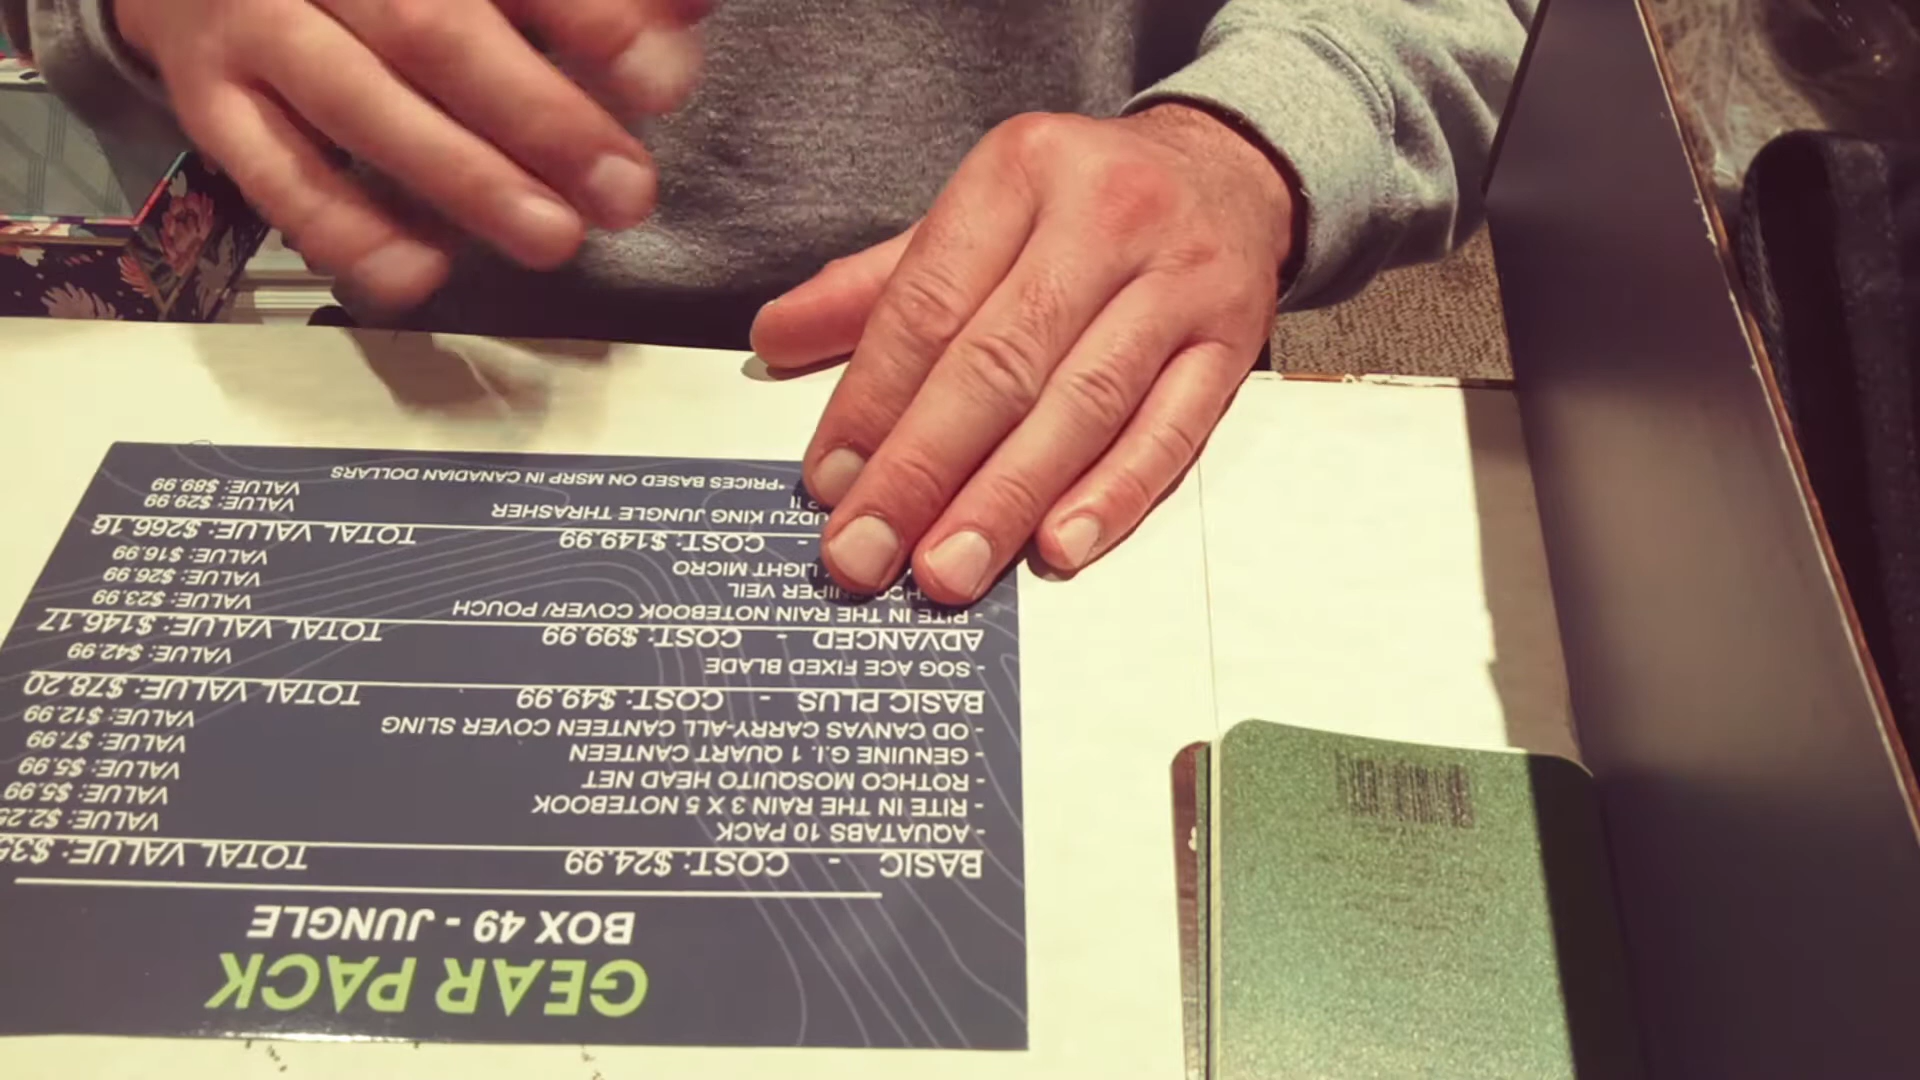 GEAR PACK
BOX 49 - JUNGLE
BASIC - COST: $24.99 TOTAL VALUE: $35
- AQUATABS 10 PACK VALUE: $2.25
- RITE IN THE RAIN 3 X 5 NOTEBOOK VALUE: $5.99
- ROTHCO MOSQUITO HEAD NET VALUE: $5.99
- GENUINE G.I. 1 QUART CANTEEN VALUE: $7.99
- OD CANVAS CARRY-ALL CANTEEN COVER SLING VALUE: $12.99
BASIC PLUS - COST: $49.99 TOTAL VALUE: $78.20
- SOG ACE FIXED BLADE VALUE: $42.99
ADVANCED - COST: $99.99 TOTAL VALUE: $146.17
- RITE IN THE RAIN NOTEBOOK COVER/ POUCH VALUE: $23.99
SNIPER VEIL VALUE: $26.99
LIGHT MICRO VALUE: $16.99
- COST: $149.99 TOTAL VALUE: $266.16
UDZU KING JUNGLE THRASHER VALUE: $29.99
II VALUE: $89.99
*PRICES BASED ON MSRP IN CANADIAN DOLLARS